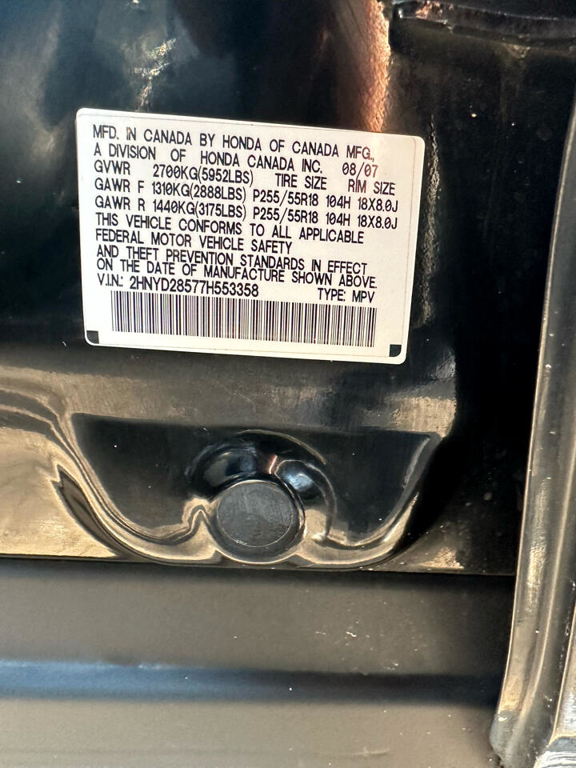 MFD. IN CANADA BY HONDA OF CANADA MFG.,
A DIVISION OF HONDA CANADA INC. 08/07
GVWR 2700KG(5952LBS) TIRE SIZE RIM SIZE
GAWR F 1310KG(2888LBS) P255/55R18 104H 18X8.0J
GAWR R 1440KG(3175LBS) P255/55R18 104H 18X8.0J
THIS VEHICLE CONFORMS TO ALL APPLICABLE
FEDERAL MOTOR VEHICLE SAFETY
AND THEFT PREVENTION STANDARDS IN EFFECT
ON THE DATE OF MANUFACTURE SHOWN ABOVE.
V.I.N.: 2HNYD28577H553358 TYPE: MPV